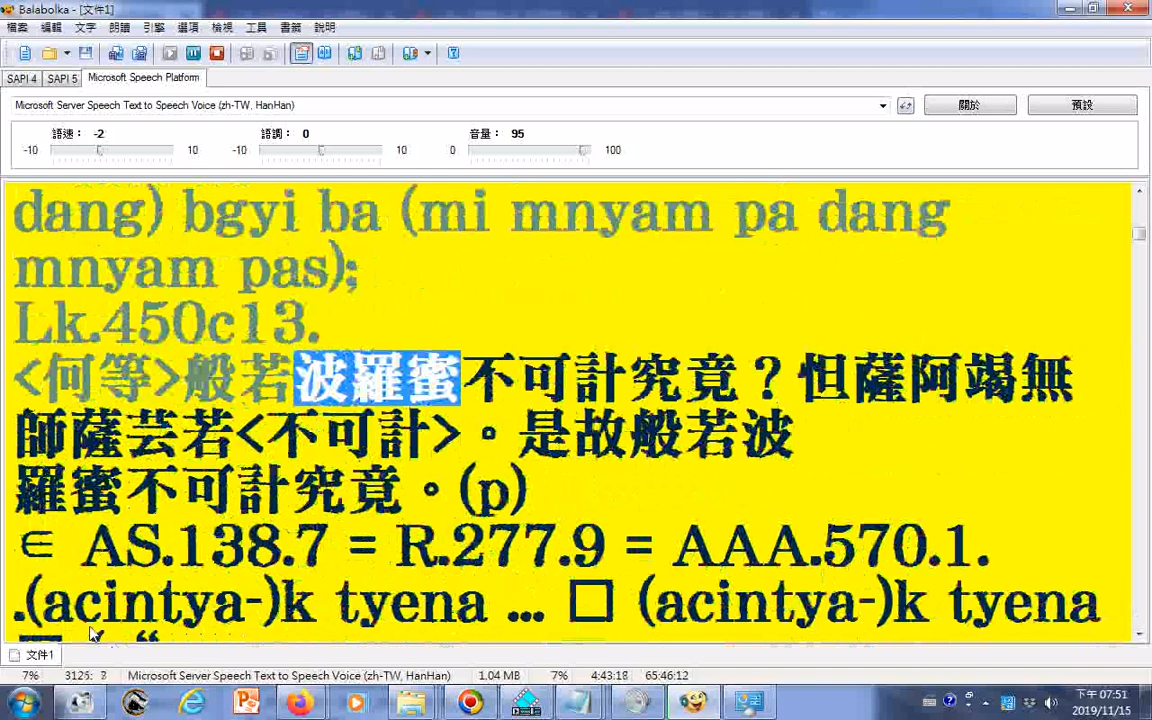 Balabolka - [文件1]
檔案 編輯 文字 朗讀 引擎 選項 檢視 工具 書籤 說明
SAPI 4 SAPI 5 Microsoft Speech Platform
Microsoft Server Speech Text to Speech Voice (zh-TW, HanHan) 關於 預設
語速： -2 語調： 0 音量： 95
-10 10 -10 10 0 100
dang) bgyi ba (mi mnyam pa dang
mnyam pas);
Lk.450c13.
<何等>般若波羅蜜不可計究竟？怛薩阿竭無
師薩芸若<不可計>。是故般若波
羅蜜不可計究竟。(p)
∈ AS.138.7 = R.277.9 = AAA.570.1.
.(acintya-)k tyena ... □ (acintya-)k tyena
文件1
7% Microsoft Server Speech Text to Speech Voice (zh-TW, HanHan) 1.04 MB 7% 4:43:18 65:46:12
下午 07:51
2019/11/15